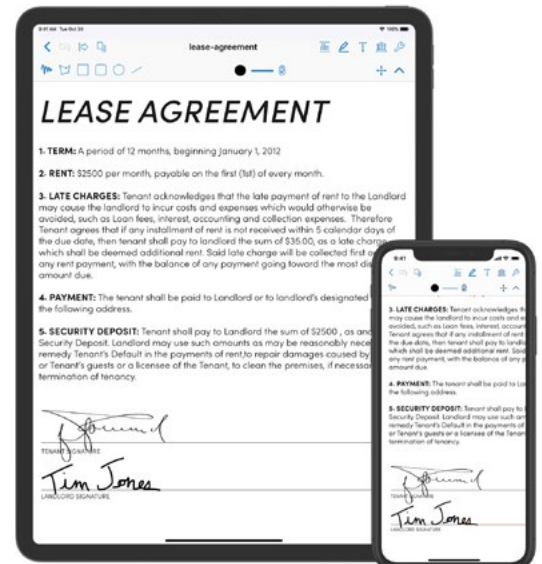 9:41 AM Tue Oct 20
100%
lease-agreement
T
LEASE AGREEMENT
1. TERM: A period of 12 months, beginning January 1, 2012
2. RENT: $2500 per month, payable on the first (1st) of every month.
3. LATE CHARGES: Tenant acknowledges that the late payment of rent to the Landlord
may cause the landlord to incur costs and expenses which would otherwise be
avoided, such as Loan fees, interest, accounting and collection expenses. Therefore
Tenant agrees that if any installment of rent is not received within 5 calendar days of
the due date, then tenant shall pay to landlord the sum of $35.00, as a late charge
which shall be deemed additional rent. Said late charge will be collected first
any rent payment, with the balance of any payment going toward the most
amount due.
4. PAYMENT: The tenant shall be paid to Landlord or to landlord's designated
the following address.
5. SECURITY DEPOSIT: Tenant shall pay to Landlord the sum of $2500 , as
Security Deposit. Landlord may use such amounts as may be reasonably
remedy Tenant's Default in the payments of rent,to repair damages caused by
or Tenant's guests or a licensee of the Tenant, to clean the premises, if
termination of tenancy.
TENANT SIGNATURE
Tim Jones
LANDLORD SIGNATURE
9:41
T
3. LATE CHARGES: Tenant acknowledges
may cause the landlord to incur costs and
avoided, such as Loan fees, interest,
Tenant agrees that if any installment of
the due date, then tenant shall pay to
which shall be deemed additional rent.
any rent payment, with the balance of any
amount due.
4. PAYMENT: The tenant shall be paid to
the following address.
5. SECURITY DEPOSIT: Tenant shall pay to
Security Deposit. Landlord may use such
remedy Tenant's Default in the payments of
or Tenant's guests or a licensee of the
termination of tenancy.
TENANT SIGNATURE
Tim Jones
LANDLORD SIGNATURE